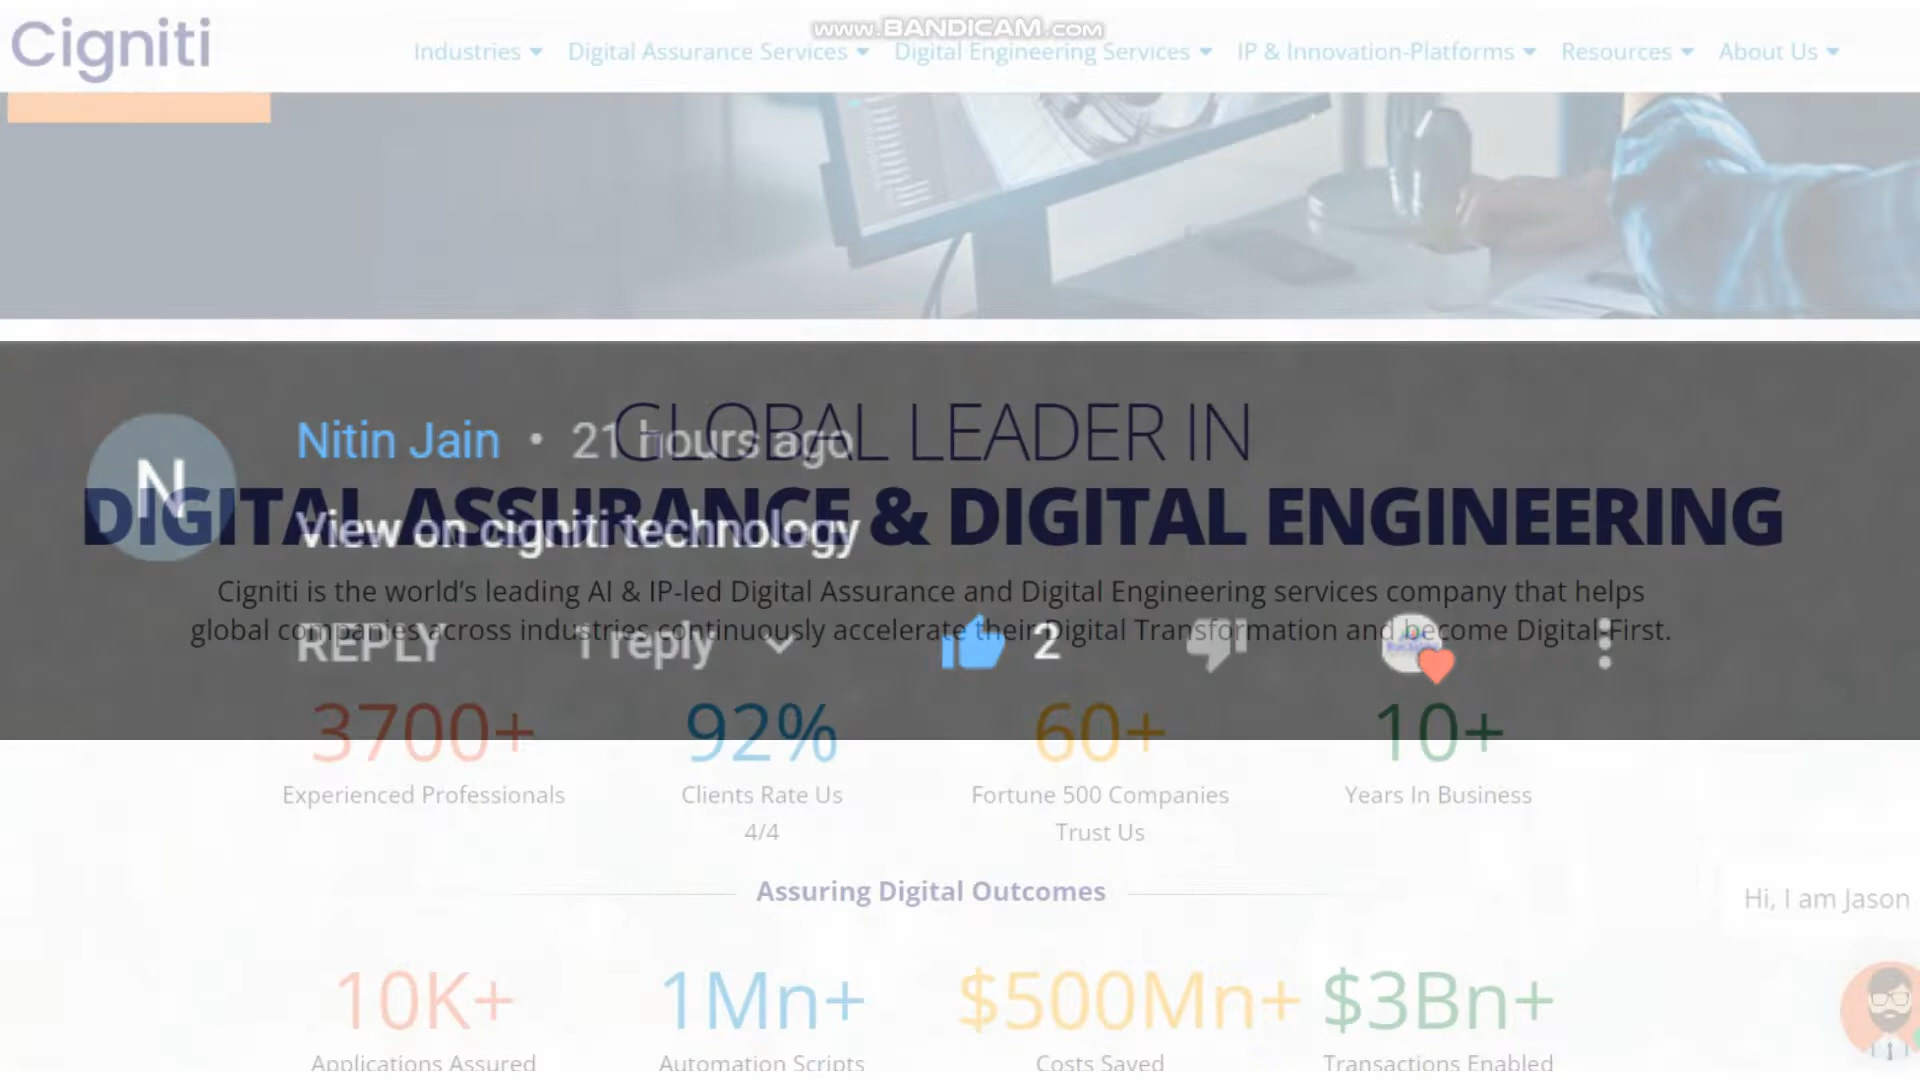 www.BANDICAM.com
Cigniti
Industries Digital Assurance Services Digital Engineering Services IP & Innovation-Platforms Resources About Us
GLOBAL LEADER IN
Nitin Jain • 21 hours ago
N
DIGITAL ASSURANCE & DIGITAL ENGINEERING
View on cigniti technology
Cigniti is the world’s leading AI & IP-led Digital Assurance and Digital Engineering services company that helps
global companies across industries continuously accelerate their Digital Transformation and become Digital-First.
REPLY 1 reply 2
3700+ 92% 60+ 10+
Experienced Professionals Clients Rate Us Fortune 500 Companies Years In Business
4/4 Trust Us
Assuring Digital Outcomes
Hi, I am Jason
10K+ 1Mn+ $500Mn+ $3Bn+
Applications Assured Automation Scripts Costs Saved Transactions Enabled